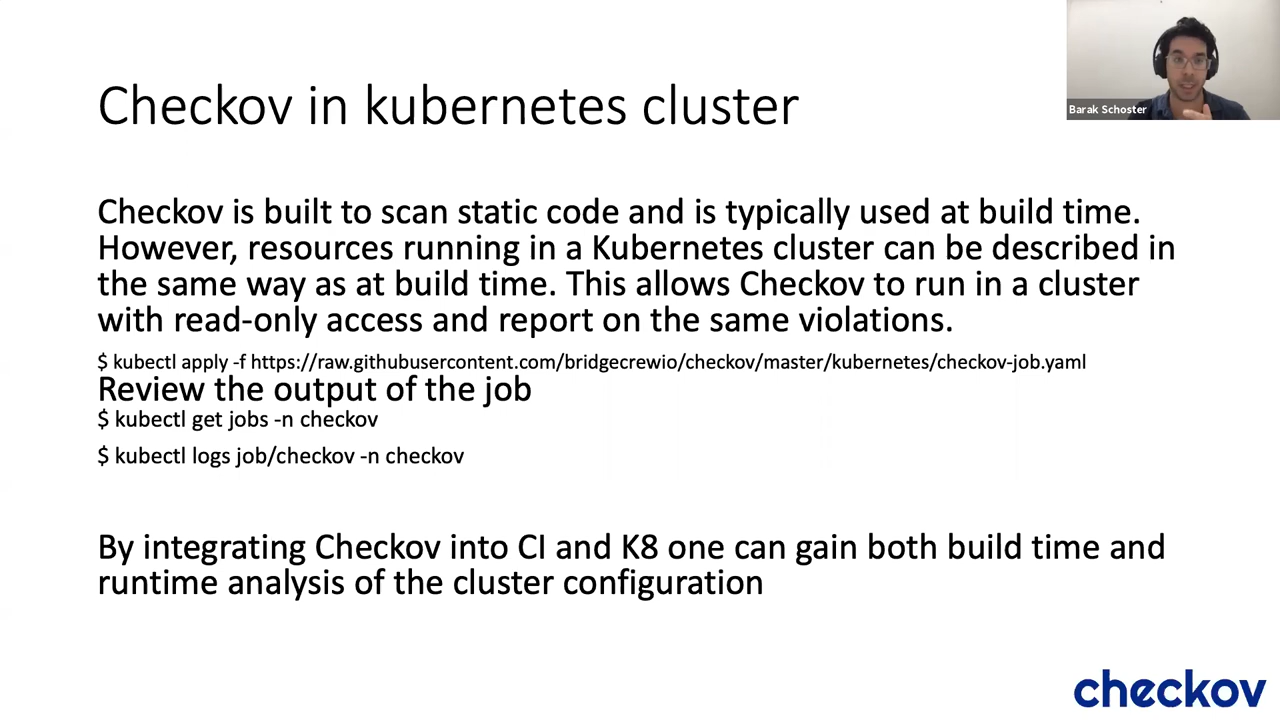 Checkov in kubernetes cluster
Barak Schoster
Checkov is built to scan static code and is typically used at build time.
However, resources running in a Kubernetes cluster can be described in
the same way as at build time. This allows Checkov to run in a cluster
with read-only access and report on the same violations.
$ kubectl apply -f https://raw.githubusercontent.com/bridgecrewio/checkov/master/kubernetes/checkov-job.yaml
Review the output of the job
$ kubectl get jobs -n checkov
$ kubectl logs job/checkov -n checkov
By integrating Checkov into CI and K8 one can gain both build time and
runtime analysis of the cluster configuration
checkov